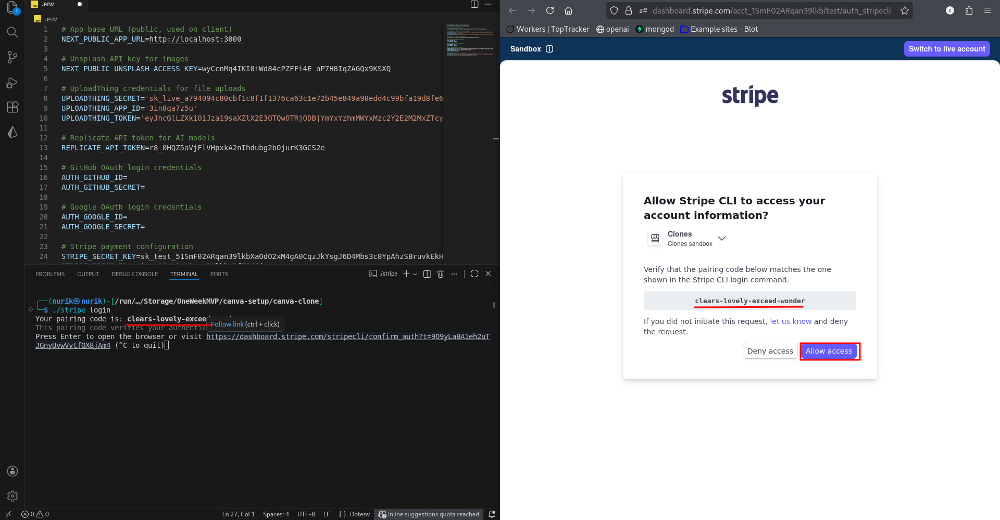 1
.env
.env
1 # App base URL (public, used on client)
2 NEXT_PUBLIC_APP_URL=http://localhost:3000
3
4 # Unsplash API key for images
5 NEXT_PUBLIC_UNSPLASH_ACCESS_KEY=wyCcnMq4IKI0iWd84cPZFFi4E_aP7H8IqZAGQx9KSXQ
6
7 # UploadThing credentials for file uploads
8 UPLOADTHING_SECRET='sk_live_a794094c80cbf1c8f1f1376ca63c1e72b45e849a90edd4c99bfa19d8fe6
9 UPLOADTHING_APP_ID='3in8qa7z5u'
10 UPLOADTHING_TOKEN='eyJhcGlLZXkiOiJza19saXZlX2E3OTQwOTRjODBjYmYxYzhmMWYxMzc2Y2E2M2MxZTcy
11
12 # Replicate API token for AI models
13 REPLICATE_API_TOKEN=r8_0HQZ5aVjFlVHpxkA2nIhdubg2bOjurK3GCS2e
14
15 # GitHub OAuth login credentials
16 AUTH_GITHUB_ID=
17 AUTH_GITHUB_SECRET=
18
19 # Google OAuth login credentials
20 AUTH_GOOGLE_ID=
21 AUTH_GOOGLE_SECRET=
22
23 # Stripe payment configuration
24 STRIPE_SECRET_KEY=sk_test_51SmF02ARqan39lkbXaOdO2xM4gA0CqzJkYsgJ6D4Mbs3c8YpAhzSBruvkEkH
PROBLEMS OUTPUT DEBUG CONSOLE TERMINAL PORTS
./stripe
(nurik㉿nurik)-[/run/…/Storage/OneWeekMVP/canva-setup/canva-clone]
$ ./stripe login
Your pairing code is: clears-lovely-excee
This pairing code verifies your authentic
Follow link (ctrl + click)
Press Enter to open the browser or visit https://dashboard.stripe.com/stripecli/confirm_auth?t=9O9yLaBA1eh2uT
JGnyUvwVytfQX8jAm4 (^C to quit)
0 0
Ln 27, Col 1 Spaces: 4 UTF-8 LF { } Dotenv Inline suggestions quota reached
dashboard.stripe.com/acct_1SmF02ARqan39lkb/test/auth_stripecli
Workers | TopTracker openai mongod Example sites - Blot
Sandbox
Switch to live account
stripe
Allow Stripe CLI to access your
account information?
Clones
Clones sandbox
Verify that the pairing code below matches the one
shown in the Stripe CLI login command.
clears-lovely-exceed-wonder
If you did not initiate this request, let us know and deny
the request.
Deny access Allow access